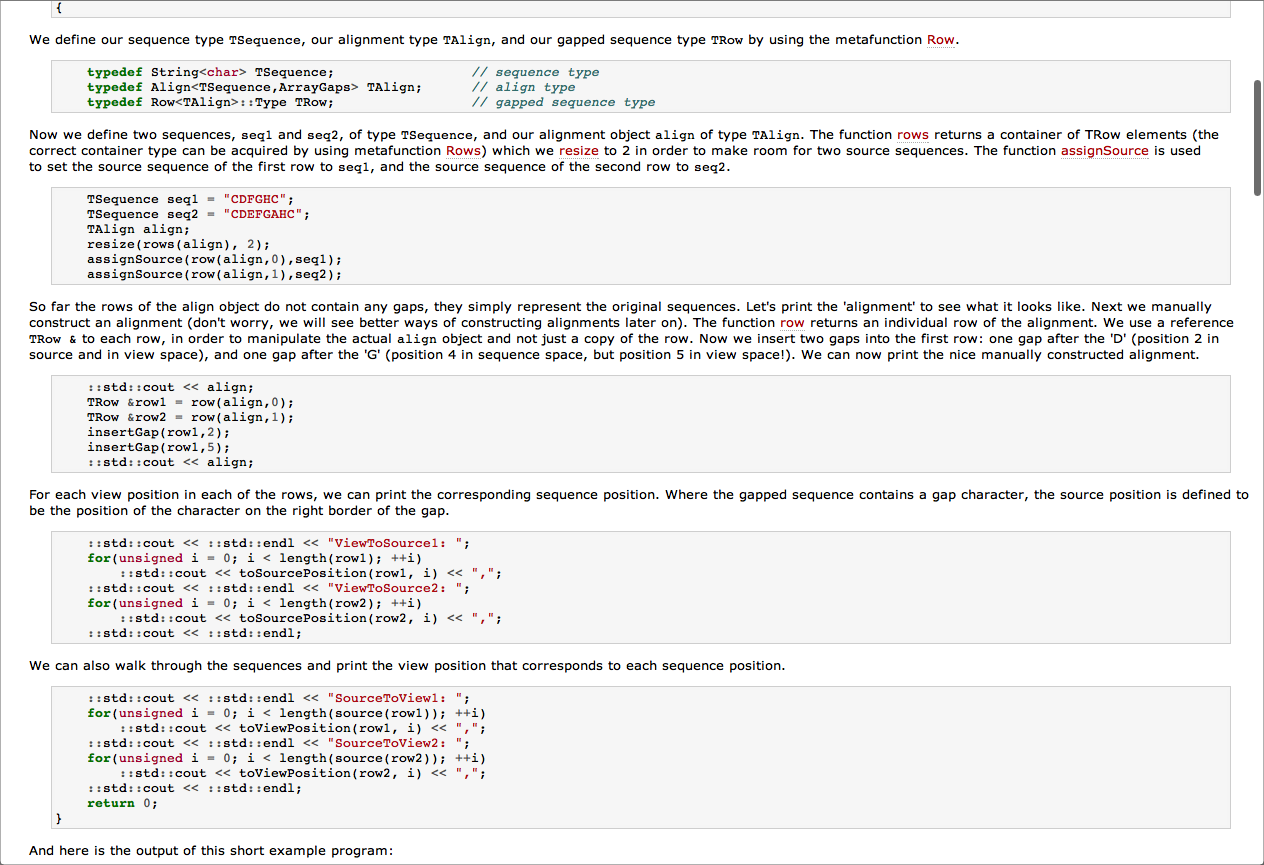 {
We define our sequence type TSequence, our alignment type TAlign, and our gapped sequence type TRow by using the metafunction Row.
typedef String<char> TSequence;                 // sequence type
typedef Align<TSequence,ArrayGaps> TAlign;      // align type
typedef Row<TAlign>::Type TRow;                 // gapped sequence type
Now we define two sequences, seq1 and seq2, of type TSequence, and our alignment object align of type TAlign. The function rows returns a container of TRow elements (the
correct container type can be acquired by using metafunction Rows) which we resize to 2 in order to make room for two source sequences. The function assignSource is used
to set the source sequence of the first row to seq1, and the source sequence of the second row to seq2.
TSequence seq1 = "CDFGHC";
TSequence seq2 = "CDEFGAHC";
TAlign align;
resize(rows(align), 2);
assignSource(row(align,0),seq1);
assignSource(row(align,1),seq2);
So far the rows of the align object do not contain any gaps, they simply represent the original sequences. Let's print the 'alignment' to see what it looks like. Next we manually
construct an alignment (don't worry, we will see better ways of constructing alignments later on). The function row returns an individual row of the alignment. We use a reference
TRow & to each row, in order to manipulate the actual align object and not just a copy of the row. Now we insert two gaps into the first row: one gap after the 'D' (position 2 in
source and in view space), and one gap after the 'G' (position 4 in sequence space, but position 5 in view space!). We can now print the nice manually constructed alignment.
::std::cout << align;
TRow &row1 = row(align,0);
TRow &row2 = row(align,1);
insertGap(row1,2);
insertGap(row1,5);
::std::cout << align;
For each view position in each of the rows, we can print the corresponding sequence position. Where the gapped sequence contains a gap character, the source position is defined to
be the position of the character on the right border of the gap.
::std::cout << ::std::endl << "ViewToSource1: ";
for(unsigned i = 0; i < length(row1); ++i)
::std::cout << toSourcePosition(row1, i) << ",";
::std::cout << ::std::endl << "ViewToSource2: ";
for(unsigned i = 0; i < length(row2); ++i)
::std::cout << toSourcePosition(row2, i) << ",";
::std::cout << ::std::endl;
We can also walk through the sequences and print the view position that corresponds to each sequence position.
::std::cout << ::std::endl << "SourceToView1: ";
for(unsigned i = 0; i < length(source(row1)); ++i)
::std::cout << toViewPosition(row1, i) << ",";
::std::cout << ::std::endl << "SourceToView2: ";
for(unsigned i = 0; i < length(source(row2)); ++i)
::std::cout << toViewPosition(row2, i) << ",";
::std::cout << ::std::endl;
return 0;
}
And here is the output of this short example program: